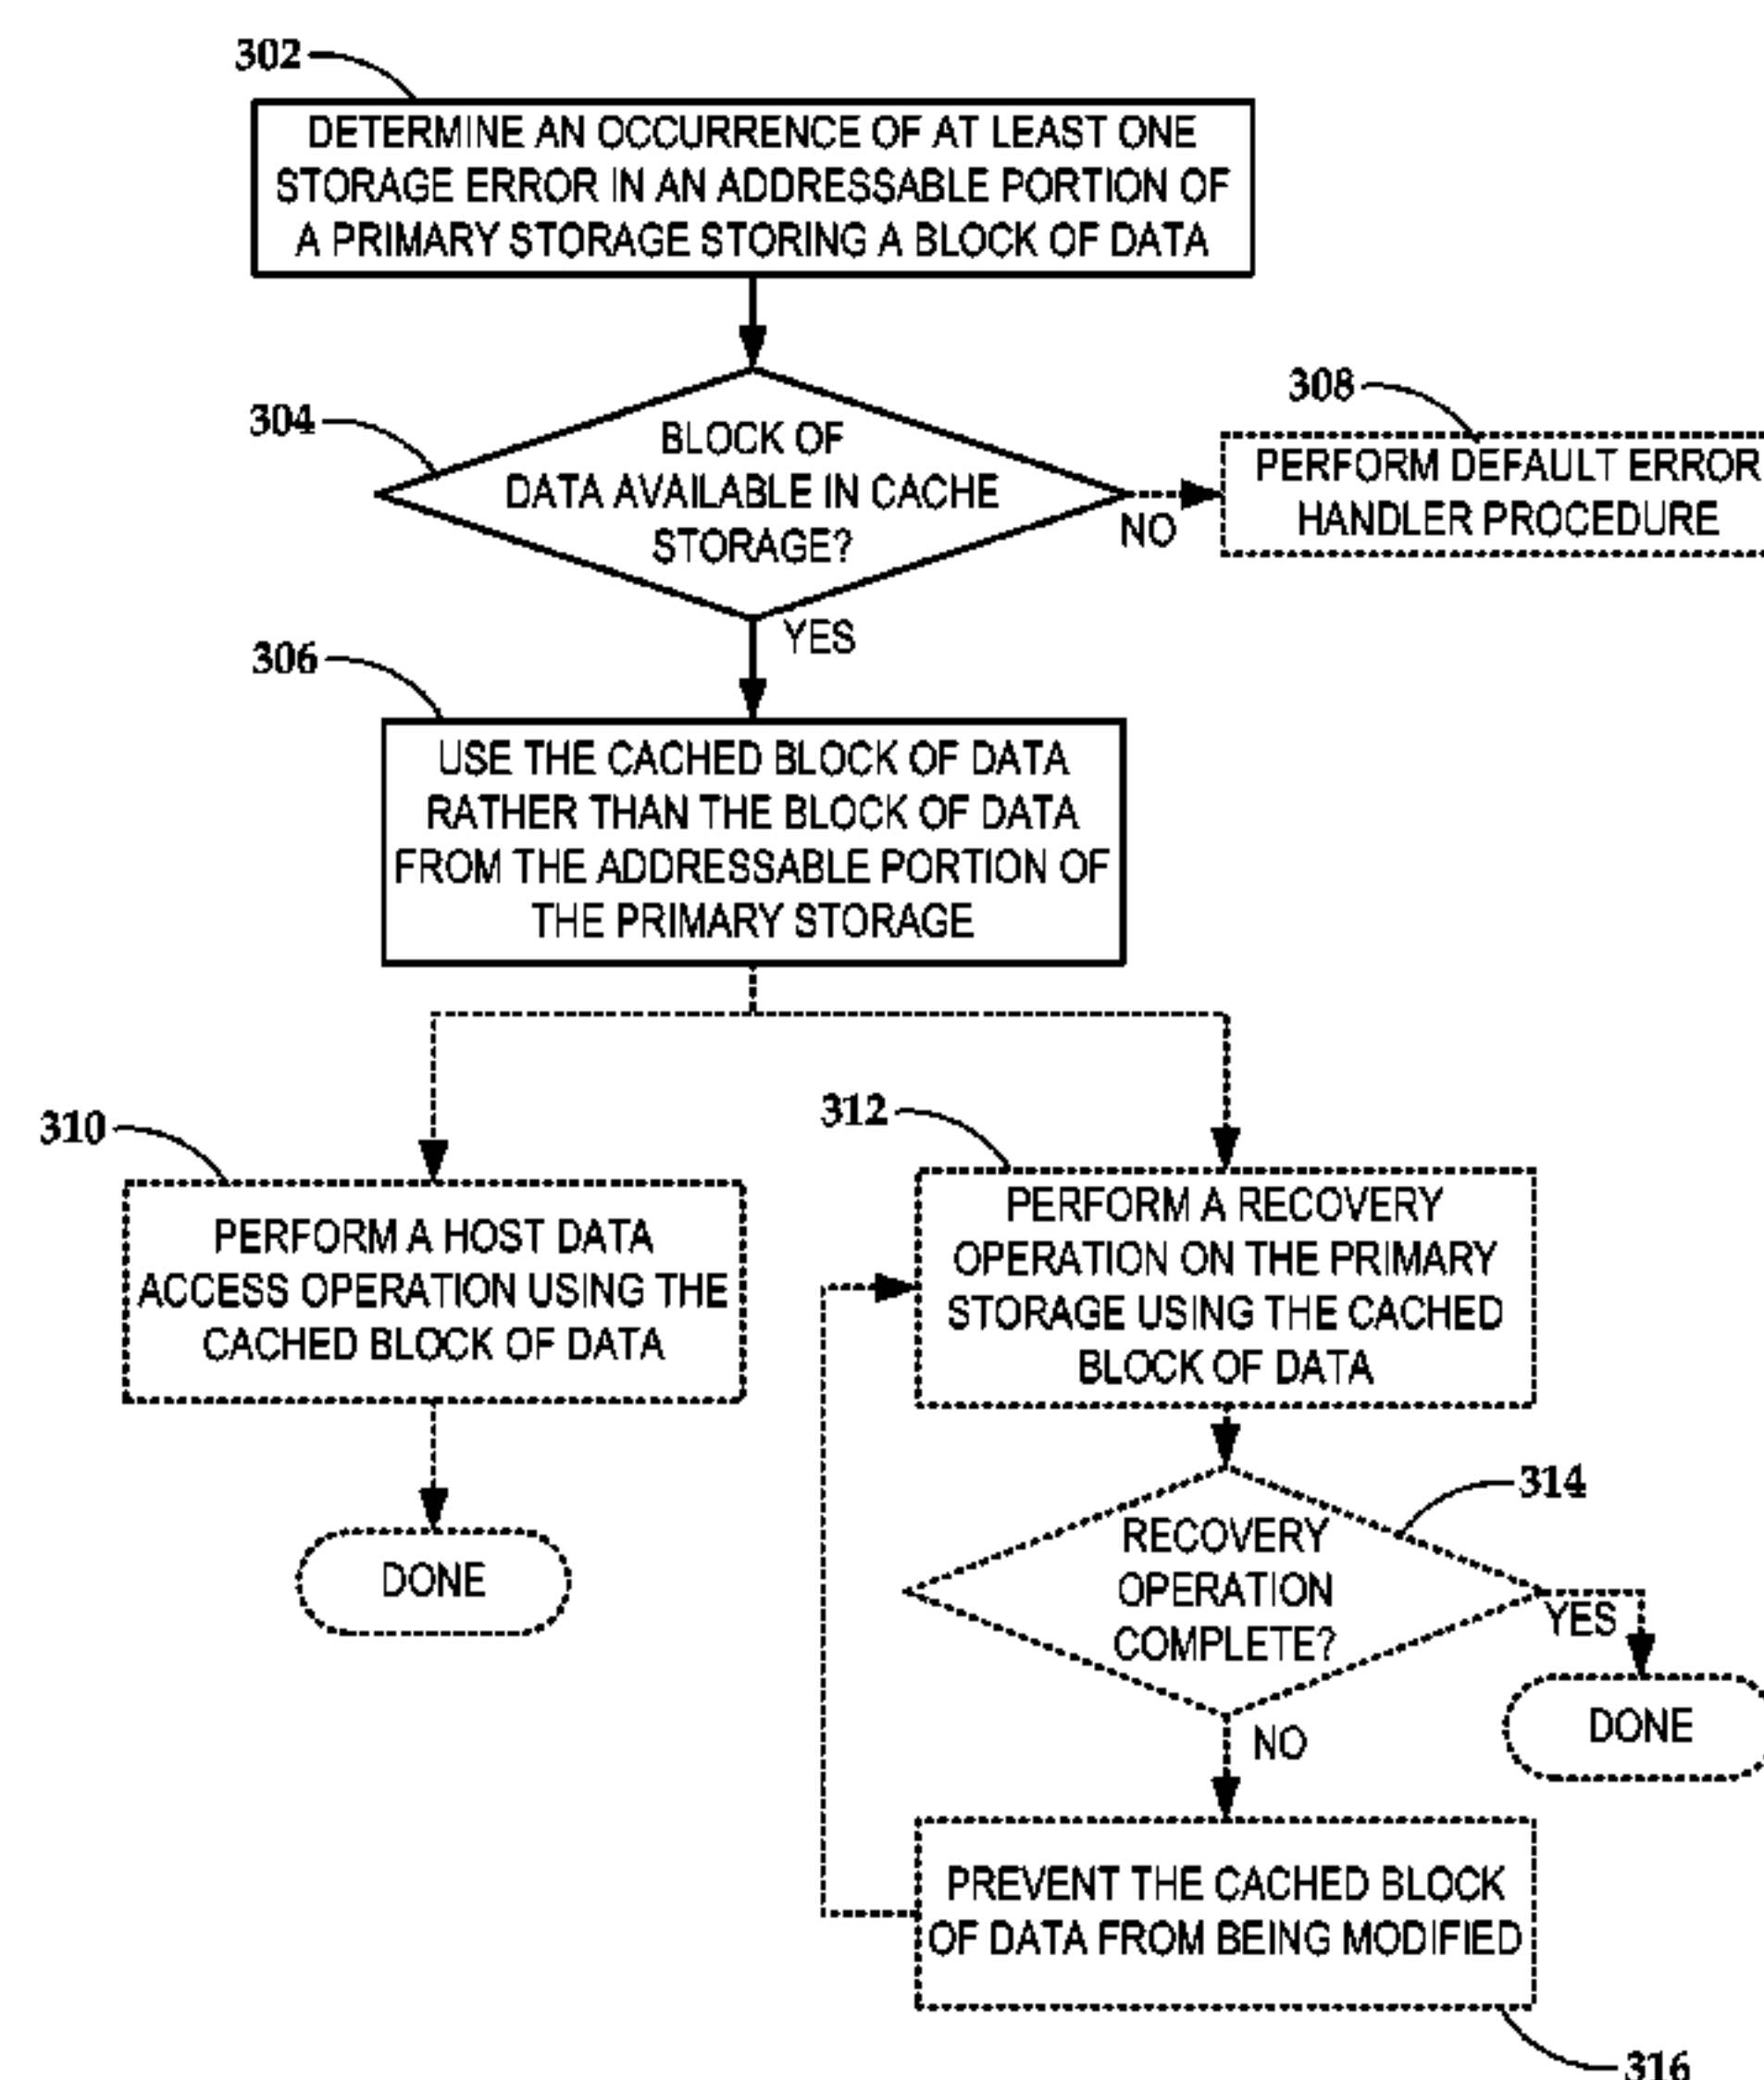 302
DETERMINE AN OCCURRENCE OF AT LEAST ONE
STORAGE ERROR IN AN ADDRESSABLE PORTION OF
A PRIMARY STORAGE STORING A BLOCK OF DATA
304
BLOCK OF
DATA AVAILABLE IN CACHE
STORAGE?
NO
308
PERFORM DEFAULT ERROR
HANDLER PROCEDURE
YES
306
USE THE CACHED BLOCK OF DATA
RATHER THAN THE BLOCK OF DATA
FROM THE ADDRESSABLE PORTION OF
THE PRIMARY STORAGE
310
PERFORM A HOST DATA
ACCESS OPERATION USING THE
CACHED BLOCK OF DATA
DONE
312
PERFORM A RECOVERY
OPERATION ON THE PRIMARY
STORAGE USING THE CACHED
BLOCK OF DATA
314
RECOVERY
OPERATION
COMPLETE?
YES
DONE
NO
PREVENT THE CACHED BLOCK
OF DATA FROM BEING MODIFIED
316